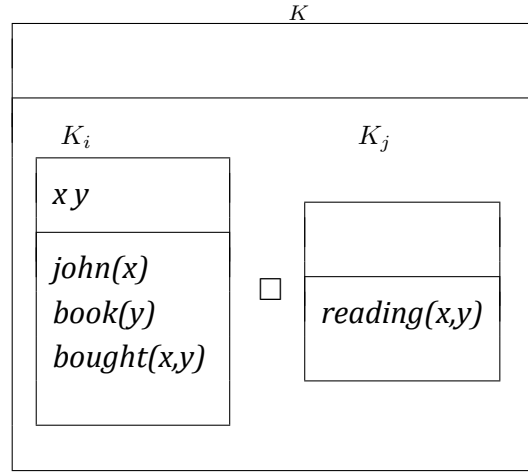 K
K_i K_j
x y
john(x)
book(y)
bought(x,y)
□
reading(x,y)